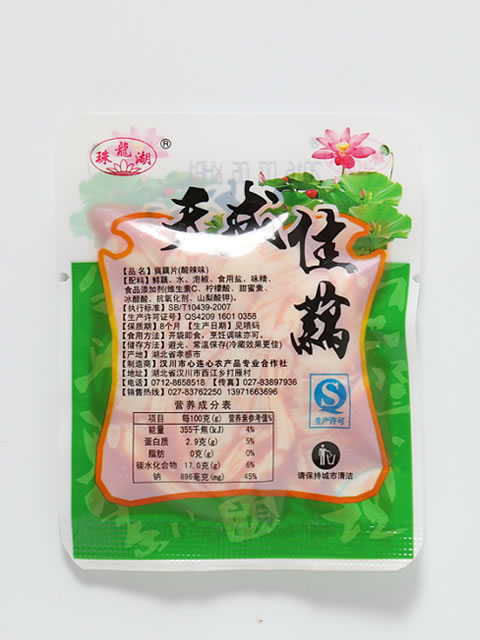 珠龍湖®
天成佳藕
【品 名】真藕片(酸辣味)
【配料】鲜藕、水、泡椒、食用盐、味精、
食品添加剂(维生素C、柠檬酸、甜蜜素、
冰醋酸、抗氧化剂、山梨酸钾)。
【执行标准】SB/T10439-2007
【生产许可证号】QS4209 1601 0358
【保质期】8个月 【生产日期】见喷码
【食用方法】开袋即食，烹饪调味亦可。
【储存方法】避光、常温保存(冷藏效果更佳)
【产地】湖北省孝感市
【制造商】汉川市心连心农产品专业合作社
【地址】湖北省汉川市西江乡打雁村
【电话】0712-8658518 【传真】027-83897936
【销售热线】027-83762250 13971663696
营养成分表
项目 每100克(g) 营养素参考值%
能量 355千焦(kJ) 4%
蛋白质 2.9克(g) 5%
脂肪 0克(g) 0%
碳水化合物 17.0克(g) 6%
钠 896毫克(mg) 45%
QS
生产许可
请保持城市清洁